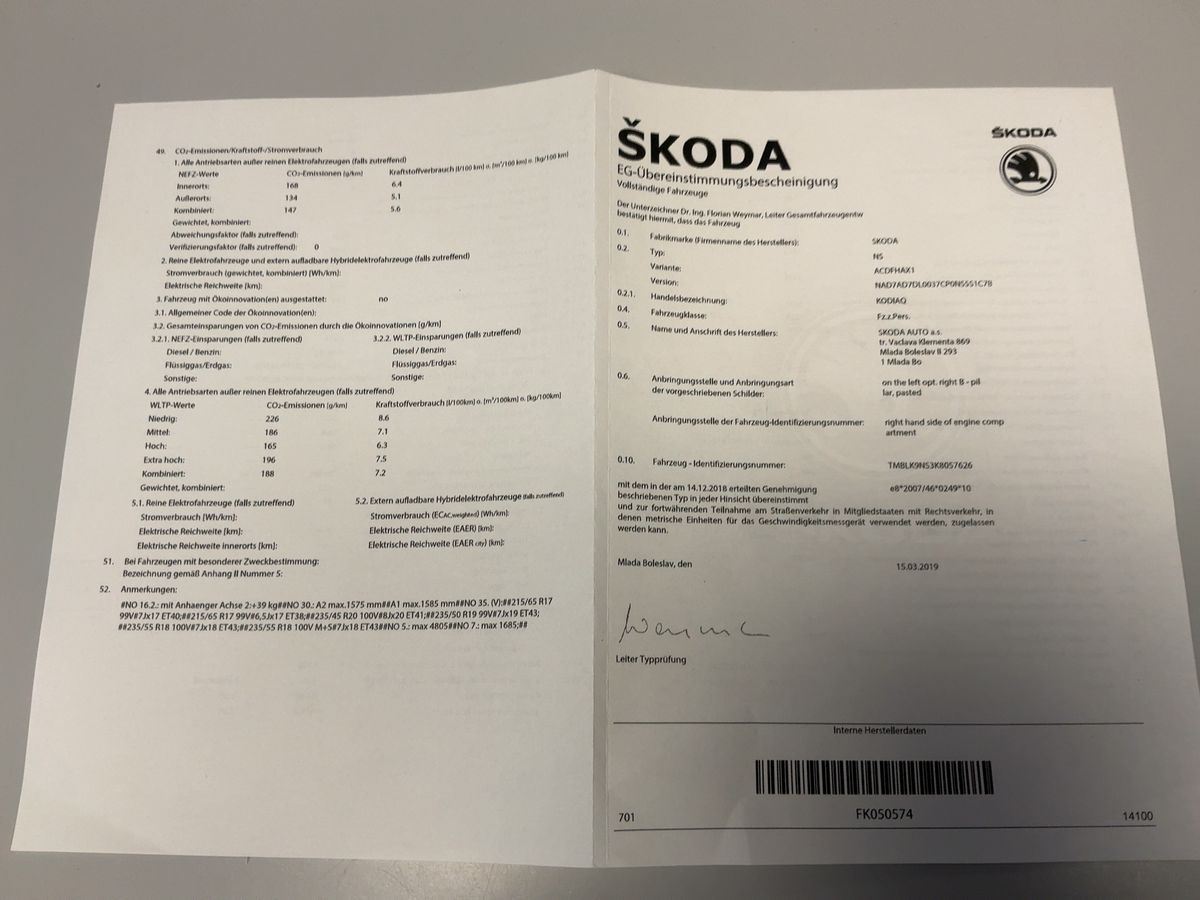 49. CO₂-Emissionen/Kraftstoff-/Stromverbrauch
1. Alle Antriebsarten außer reinen Elektrofahrzeugen (falls zutreffend)
NEFZ-Werte CO₂-Emissionen [g/km] Kraftstoffverbrauch [l/100 km] o. [m³/100 km] o. [kg/100 km]
Innerorts: 168 6.4
Außerorts: 134 5.1
Kombiniert: 147 5.6
Gewichtet, kombiniert:
Abweichungsfaktor (falls zutreffend):
Verifizierungsfaktor (falls zutreffend): 0
2. Reine Elektrofahrzeuge und extern aufladbare Hybridelektrofahrzeuge (falls zutreffend)
Stromverbrauch (gewichtet, kombiniert) [Wh/km]:
Elektrische Reichweite [km]:
3. Fahrzeug mit Ökoinnovation(en) ausgestattet: no
3.1. Allgemeiner Code der Ökoinnovation(en):
3.2. Gesamteinsparungen von CO₂-Emissionen durch die Ökoinnovationen [g/km]
3.2.1. NEFZ-Einsparungen (falls zutreffend) 3.2.2. WLTP-Einsparungen (falls zutreffend)
Diesel / Benzin: Diesel / Benzin:
Flüssiggas/Erdgas: Flüssiggas/Erdgas:
Sonstige: Sonstige:
4. Alle Antriebsarten außer reinen Elektrofahrzeugen (falls zutreffend)
WLTP-Werte CO₂-Emissionen [g/km] Kraftstoffverbrauch [l/100km] o. [m³/100km] o. [kg/100km]
Niedrig: 226 8.6
Mittel: 186 7.1
Hoch: 165 6.3
Extra hoch: 196 7.5
Kombiniert: 188 7.2
Gewichtet, kombiniert:
5.1. Reine Elektrofahrzeuge (falls zutreffend) 5.2. Extern aufladbare Hybridelektrofahrzeuge (falls zutreffend)
Stromverbrauch [Wh/km]: Stromverbrauch (ECAC,weighted) [Wh/km]:
Elektrische Reichweite [km]: Elektrische Reichweite (EAER) [km]:
Elektrische Reichweite innerorts [km]: Elektrische Reichweite (EAER city) [km]:
51. Bei Fahrzeugen mit besonderer Zweckbestimmung:
Bezeichnung gemäß Anhang II Nummer 5:
52. Anmerkungen:
#NO 16.2.: mit Anhaenger Achse 2:+39 kg##NO 30.: A2 max.1575 mm##A1 max.1585 mm##NO 35. (V):##215/65 R17
99V#7Jx17 ET40;##215/65 R17 99V#6,5Jx17 ET38;##235/45 R20 100V#8Jx20 ET41;##235/50 R19 99V#7Jx19 ET43;
##235/55 R18 100V#7Jx18 ET43;##235/55 R18 100V M+S#7Jx18 ET43##NO 5.: max 4805##NO 7.: max 1685;##
ŠKODA
ŠKODA
EG-Übereinstimmungsbescheinigung
Vollständige Fahrzeuge
Der Unterzeichner Dr. Ing. Florian Weymar, Leiter Gesamtfahrzeugentw
bestätigt hiermit, dass das Fahrzeug
0.1. Fabrikmarke (Firmenname des Herstellers): SKODA
0.2. Typ: NS
Variante: ACDFHAX1
Version: NAD7AD7DL0037CP0N5S51C7B
0.2.1. Handelsbezeichnung: KODIAQ
0.4. Fahrzeugklasse: Fz.z.Pers.
0.5. Name und Anschrift des Herstellers: SKODA AUTO a.s.
tr. Vaclava Klementa 869
Mlada Boleslav II 293
1 Mlada Bo
0.6. Anbringungsstelle und Anbringungsart on the left opt. right B - pil
der vorgeschriebenen Schilder: lar, pasted
Anbringungsstelle der Fahrzeug-Identifizierungsnummer: right hand side of engine comp
artment
0.10. Fahrzeug - Identifizierungsnummer: TMBLK9NS3K8057626
mit dem in der am 14.12.2018 erteilten Genehmigung e8*2007/46*0249*10
beschriebenen Typ in jeder Hinsicht übereinstimmt
und zur fortwährenden Teilnahme am Straßenverkehr in Mitgliedstaaten mit Rechtsverkehr, in
denen metrische Einheiten für das Geschwindigkeitsmessgerät verwendet werden, zugelassen
werden kann.
Mlada Boleslav, den 15.03.2019
Leiter Typprüfung
Interne Herstellerdaten
FK050574
701 14100